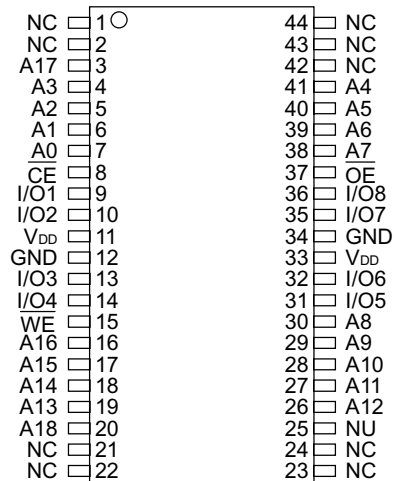 NC 1 44 NC
NC 2 43 NC
A17 3 42 NC
A3 4 41 A4
A2 5 40 A5
A1 6 39 A6
A0 7 38 A7
CE 8 37 OE
I/O1 9 36 I/O8
I/O2 10 35 I/O7
VDD 11 34 GND
GND 12 33 VDD
I/O3 13 32 I/O6
I/O4 14 31 I/O5
WE 15 30 A8
A16 16 29 A9
A15 17 28 A10
A14 18 27 A11
A13 19 26 A12
A18 20 25 NU
NC 21 24 NC
NC 22 23 NC